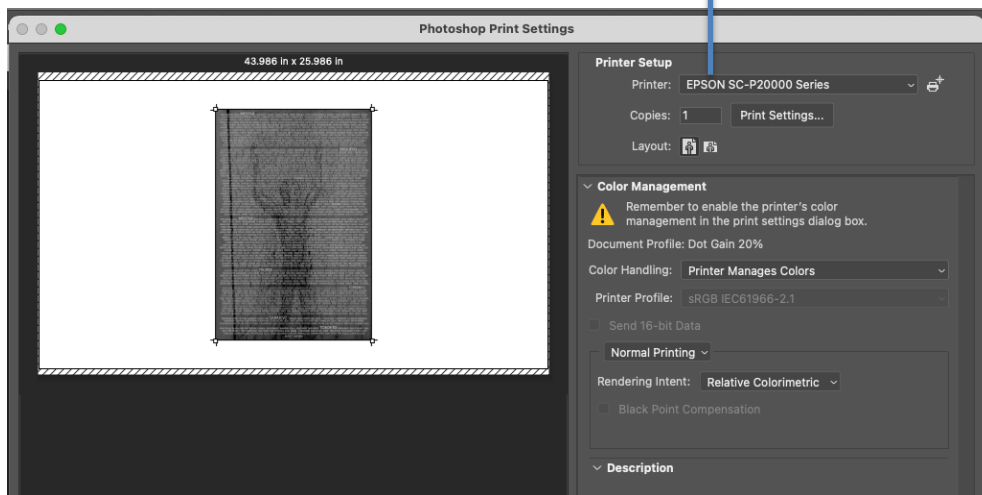 Photoshop Print Settings
43.986 in x 25.986 in
Printer Setup
Printer: EPSON SC-P20000 Series
Copies: 1 Print Settings...
Layout:
Color Management
Remember to enable the printer's color
management in the print settings dialog box.
Document Profile: Dot Gain 20%
Color Handling: Printer Manages Colors
Printer Profile: sRGB IEC61966-2.1
Send 16-bit Data
Normal Printing
Rendering Intent: Relative Colorimetric
Black Point Compensation
Description